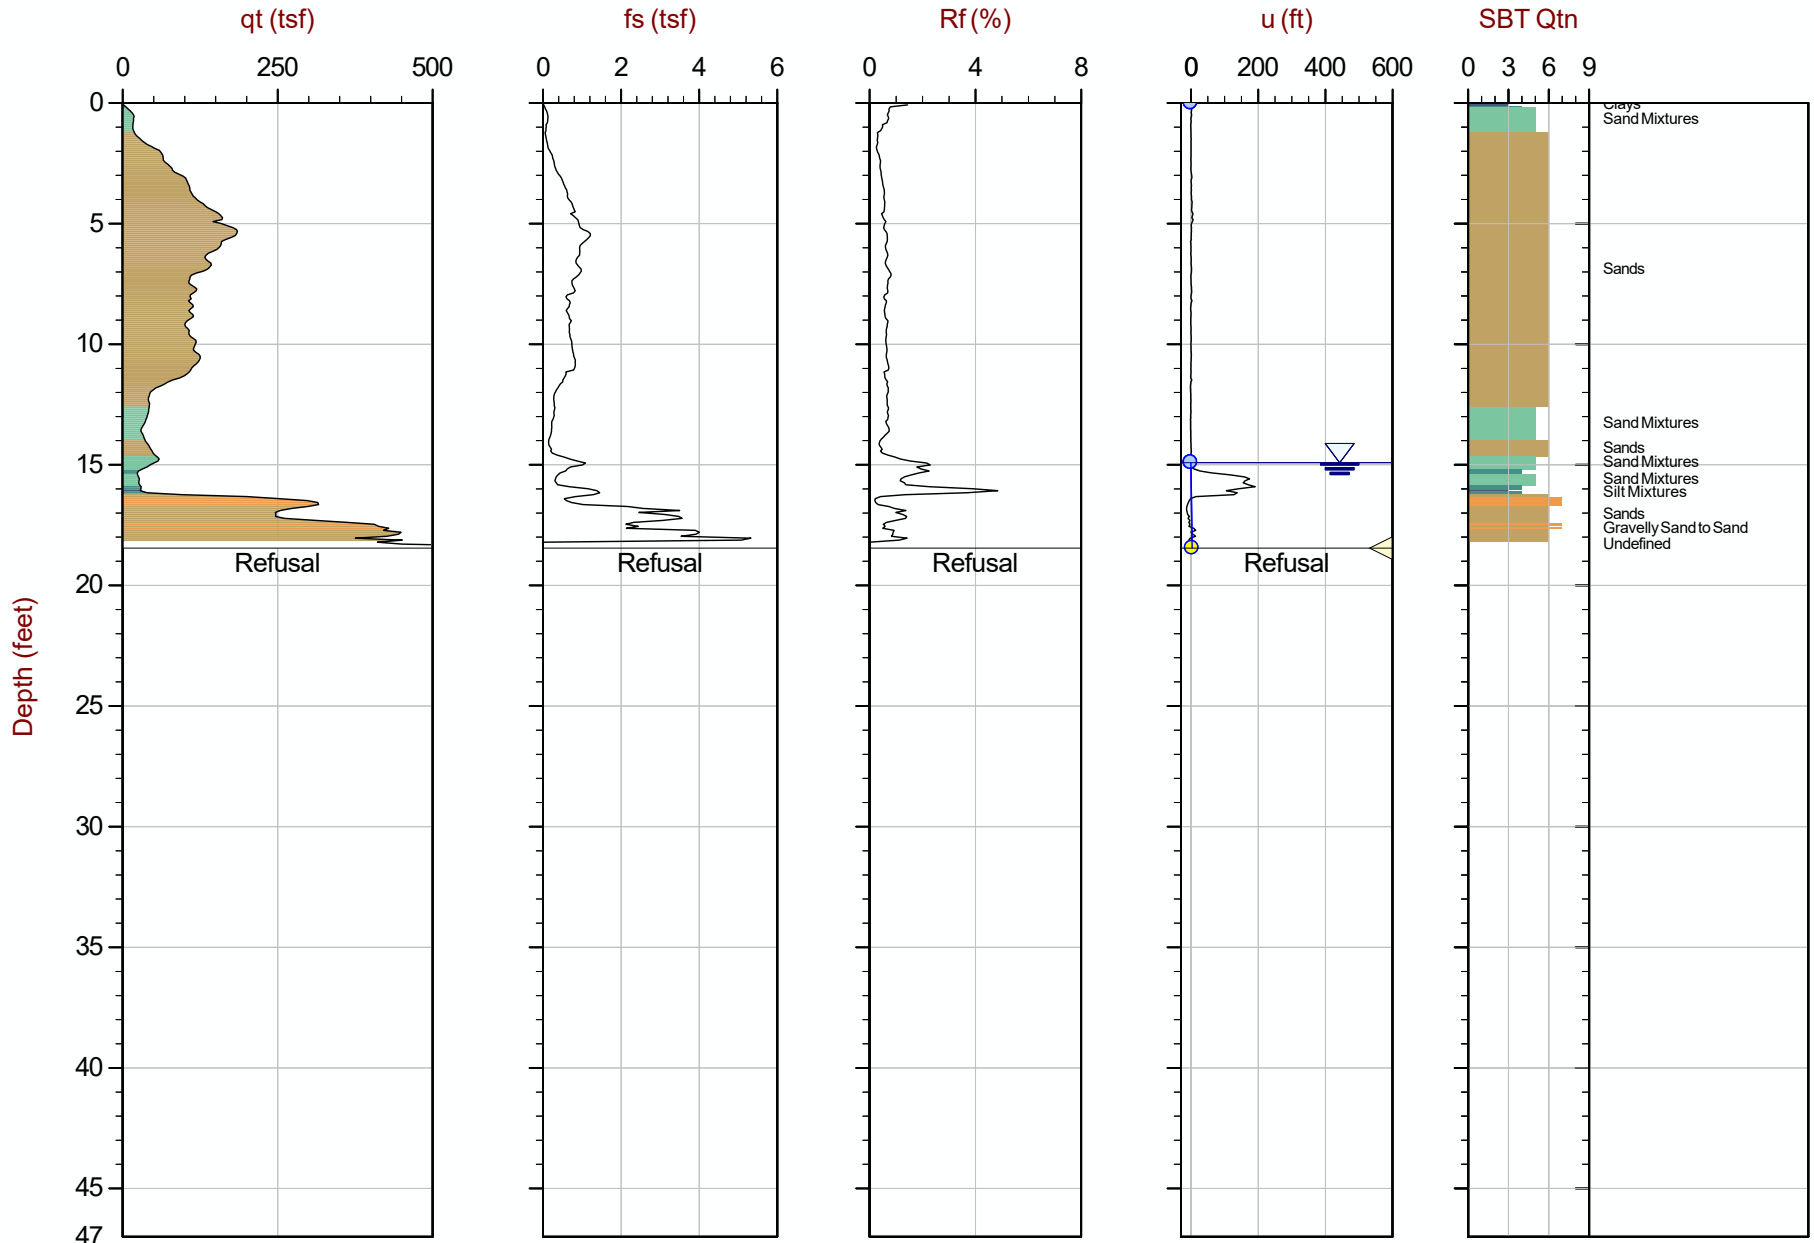 qt (tsf) fs (tsf) Rf (%) u (ft) SBT Qtn
0 250 500 0 2 4 6 0 4 8 0 200 400 600 0 3 6 9
0
Clays
Sand Mixtures
5
Sands
10
Sand Mixtures
Sands
15
Sand Mixtures
Sand Mixtures
Silt Mixtures
Sands
Gravelly Sand to Sand
Undefined
Refusal Refusal Refusal Refusal
20
Depth (feet)
25
30
35
40
45
47